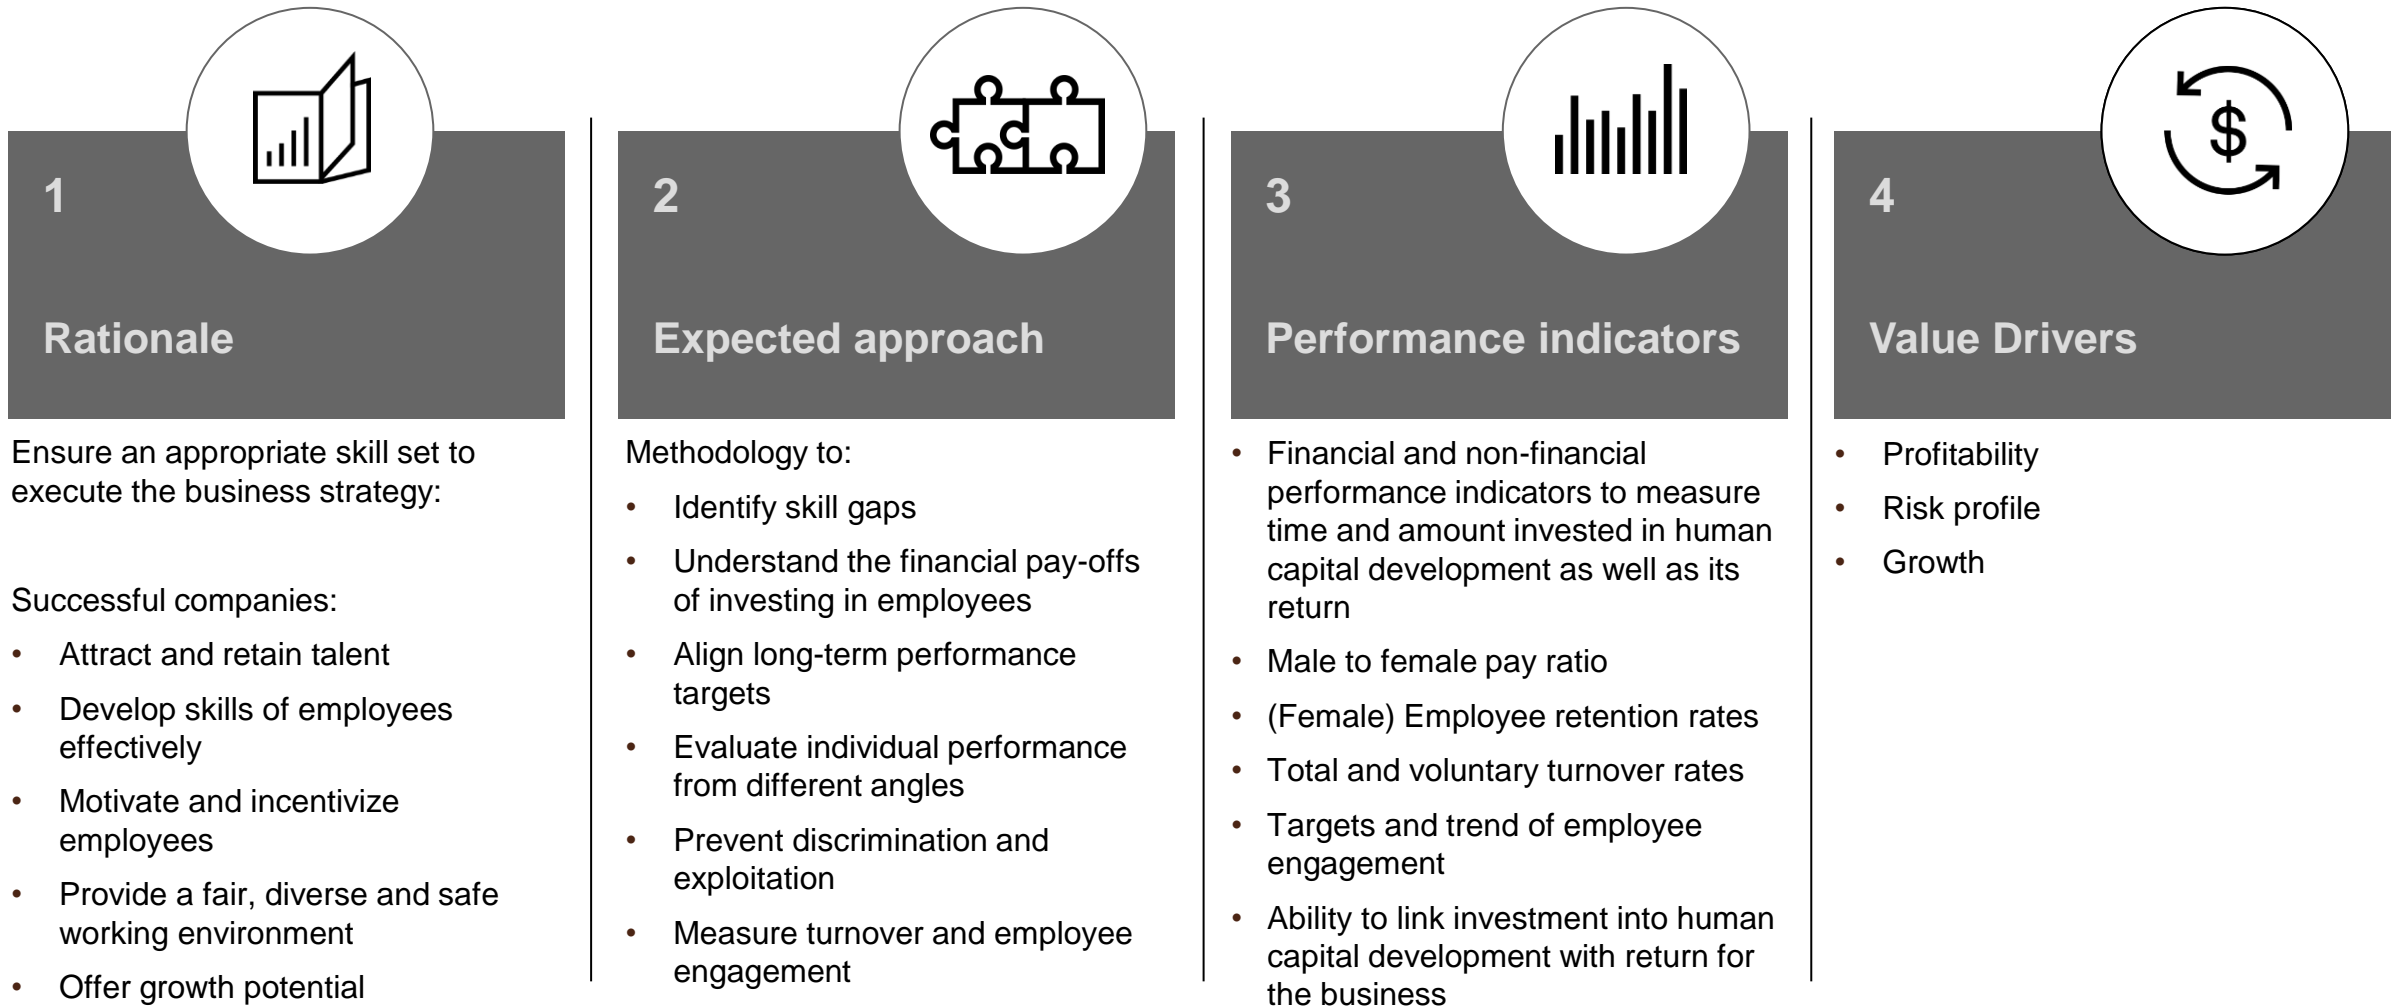 1
Rationale
Ensure an appropriate skill set to
execute the business strategy:
Successful companies:
• Attract and retain talent
• Develop skills of employees
effectively
• Motivate and incentivize
employees
• Provide a fair, diverse and safe
working environment
• Offer growth potential
2
Expected approach
Methodology to:
• Identify skill gaps
• Understand the financial pay-offs
of investing in employees
• Align long-term performance
targets
• Evaluate individual performance
from different angles
• Prevent discrimination and
exploitation
• Measure turnover and employee
engagement
3
Performance indicators
• Financial and non-financial
performance indicators to measure
time and amount invested in human
capital development as well as its
return
• Male to female pay ratio
• (Female) Employee retention rates
• Total and voluntary turnover rates
• Targets and trend of employee
engagement
• Ability to link investment into human
capital development with return for
the business
$
4
Value Drivers
• Profitability
• Risk profile
• Growth